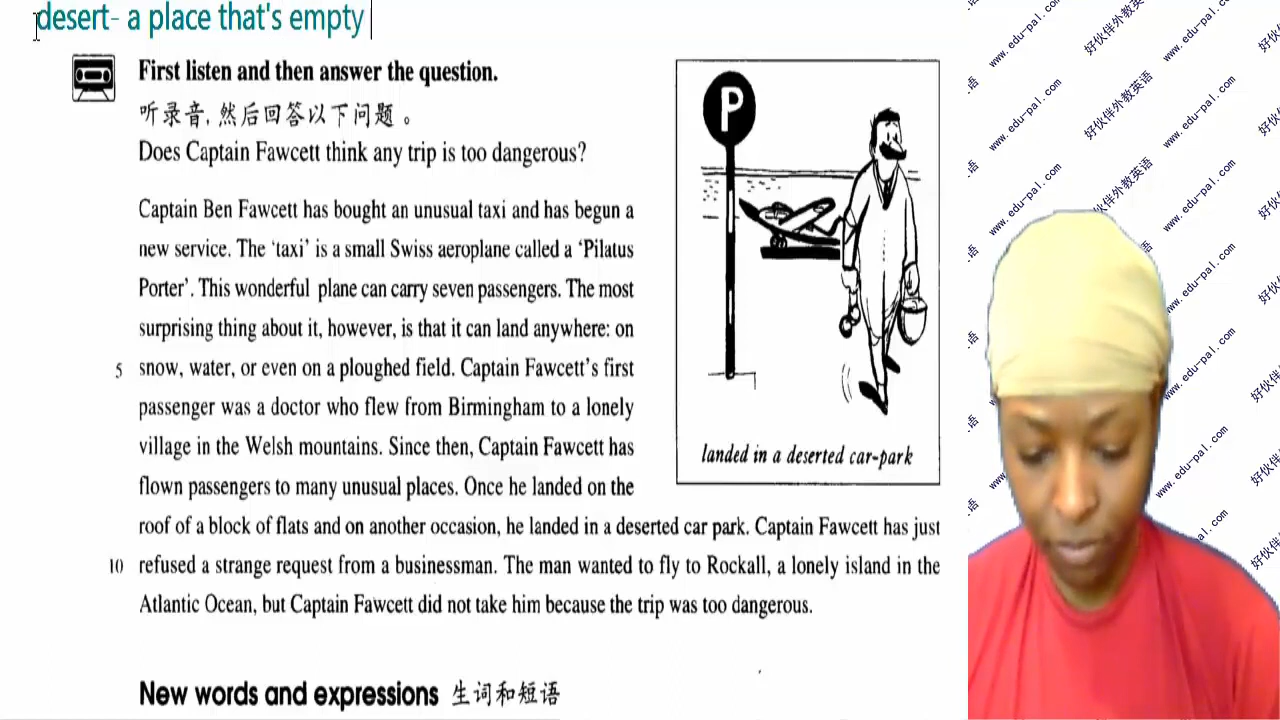 desert- a place that's empty
First listen and then answer the question.
听录音，然后回答以下问题。
Does Captain Fawcett think any trip is too dangerous?
Captain Ben Fawcett has bought an unusual taxi and has begun a
new service. The 'taxi' is a small Swiss aeroplane called a 'Pilatus
Porter'. This wonderful plane can carry seven passengers. The most
surprising thing about it, however, is that it can land anywhere: on
5 snow, water, or even on a ploughed field. Captain Fawcett's first
passenger was a doctor who flew from Birmingham to a lonely
village in the Welsh mountains. Since then, Captain Fawcett has
flown passengers to many unusual places. Once he landed on the
roof of a block of flats and on another occasion, he landed in a deserted car park. Captain Fawcett has just
10 refused a strange request from a businessman. The man wanted to fly to Rockall, a lonely island in the
Atlantic Ocean, but Captain Fawcett did not take him because the trip was too dangerous.
P
landed in a deserted car-park
New words and expressions 生词和短语
www.edu-pal.com
好伙伴外教英语